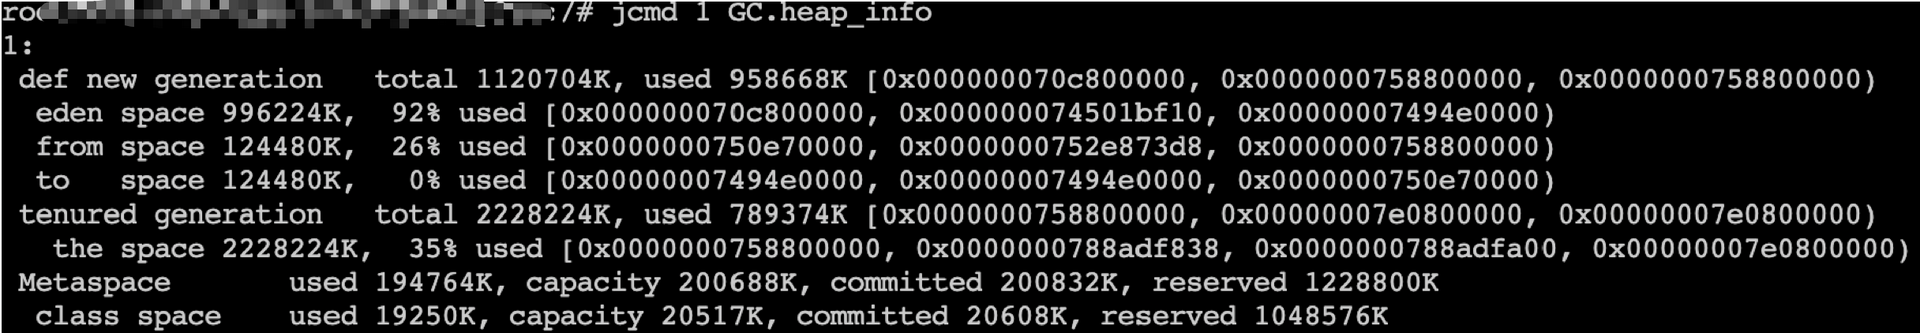 :/# jcmd 1 GC.heap_info
1:
def new generation   total 1120704K, used 958668K [0x000000070c800000, 0x0000000758800000, 0x0000000758800000)
eden space 996224K,  92% used [0x000000070c800000, 0x000000074501bf10, 0x00000007494e0000)
from space 124480K,  26% used [0x0000000750e70000, 0x0000000752e873d8, 0x0000000758800000)
to   space 124480K,   0% used [0x00000007494e0000, 0x00000007494e0000, 0x0000000750e70000)
tenured generation   total 2228224K, used 789374K [0x0000000758800000, 0x00000007e0800000, 0x00000007e0800000)
the space 2228224K,  35% used [0x0000000758800000, 0x0000000788adf838, 0x0000000788adfa00, 0x00000007e0800000)
Metaspace       used 194764K, capacity 200688K, committed 200832K, reserved 1228800K
class space    used 19250K, capacity 20517K, committed 20608K, reserved 1048576K